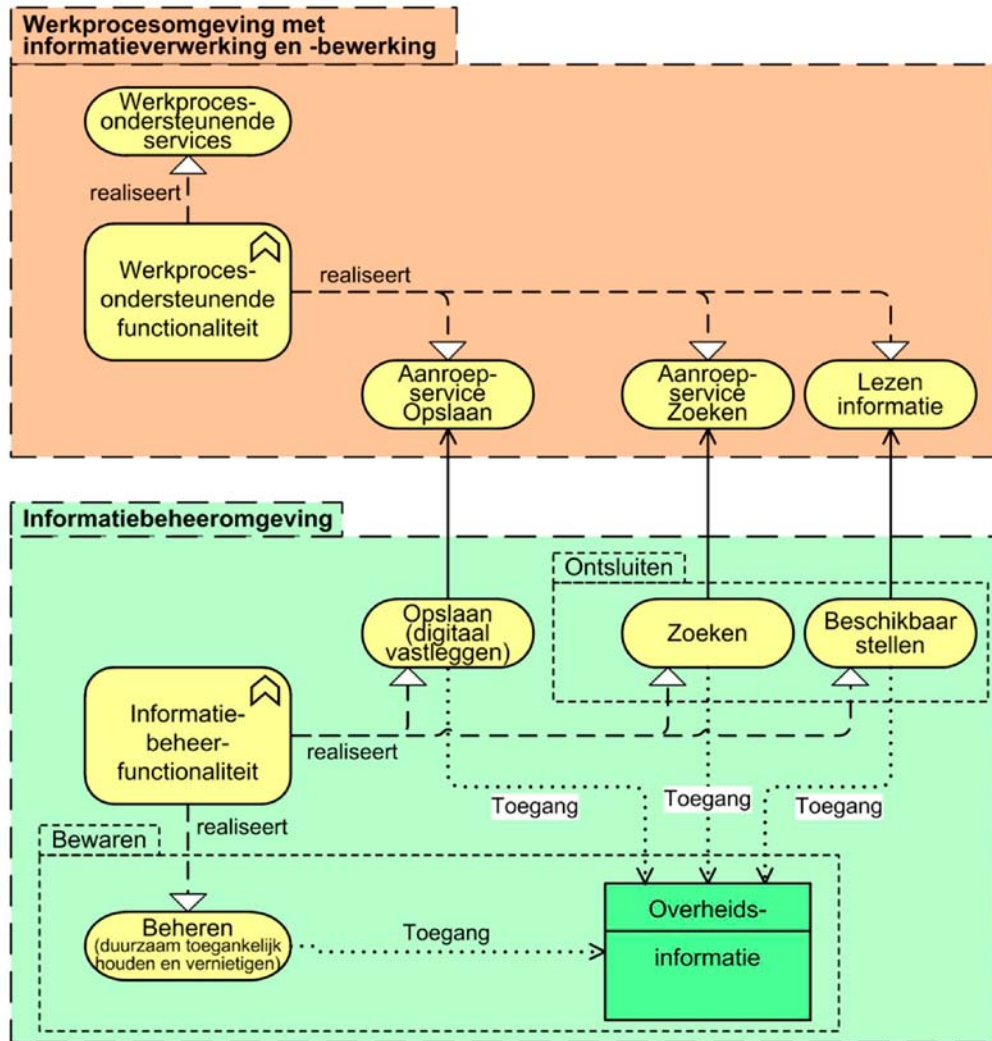 Werkprocesomgeving met
informatieverwerking en -bewerking
Werkproces-
ondersteunende
services
realiseert
Werkproces-
ondersteunende
functionaliteit
realiseert
Aanroep-
service
Opslaan
Aanroep-
service
Zoeken
Lezen
informatie
Informatiebeheeromgeving
Ontsluiten
Opslaan
(digitaal
vastleggen)
Zoeken
Beschikbaar
stellen
Informatie-
beheer-
functionaliteit
realiseert
Toegang
Toegang
Toegang
realiseert
Bewaren
Beheren
(duurzaam toegankelijk
houden en vernietigen)
Toegang
Overheids-
informatie